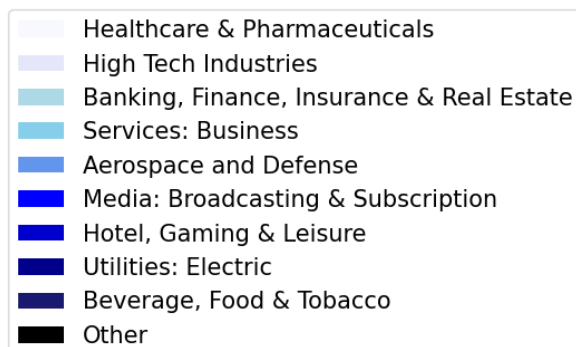 Healthcare & Pharmaceuticals
High Tech Industries
Banking, Finance, Insurance & Real Estate
Services: Business
Aerospace and Defense
Media: Broadcasting & Subscription
Hotel, Gaming & Leisure
Utilities: Electric
Beverage, Food & Tobacco
Other